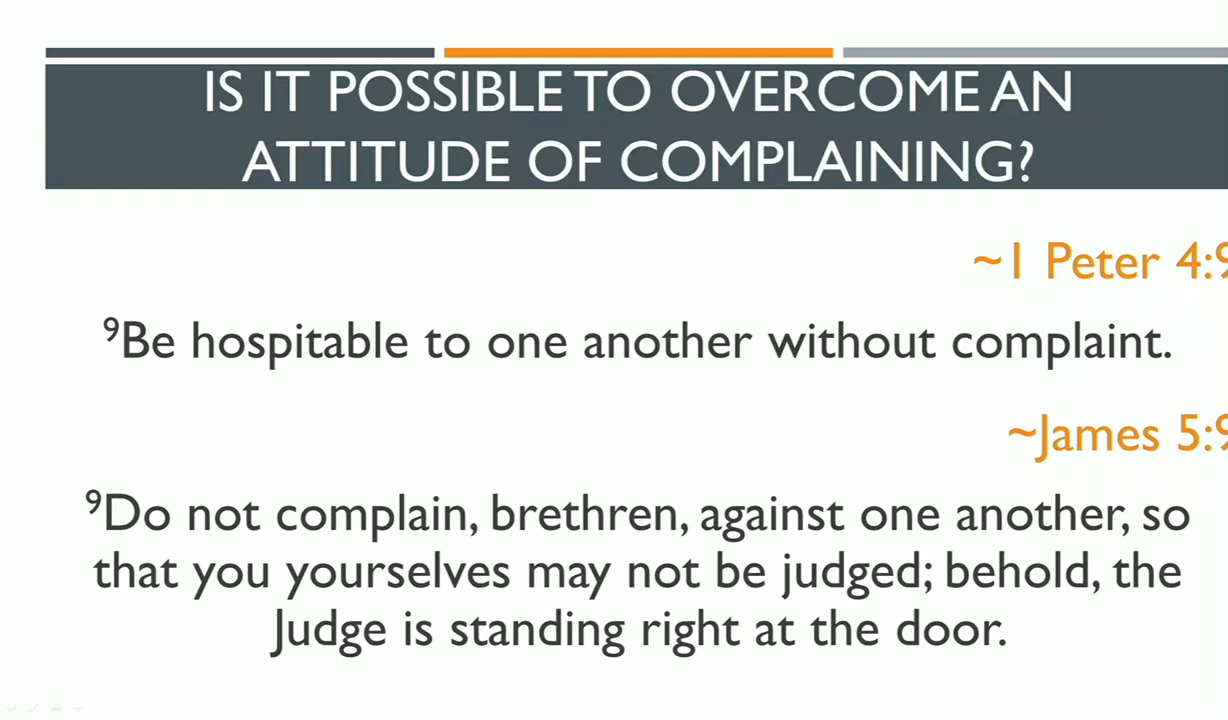 IS IT POSSIBLE TO OVERCOME AN
ATTITUDE OF COMPLAINING?
~1 Peter 4:9
⁹Be hospitable to one another without complaint.
~James 5:9
⁹Do not complain, brethren, against one another, so
that you yourselves may not be judged; behold, the
Judge is standing right at the door.